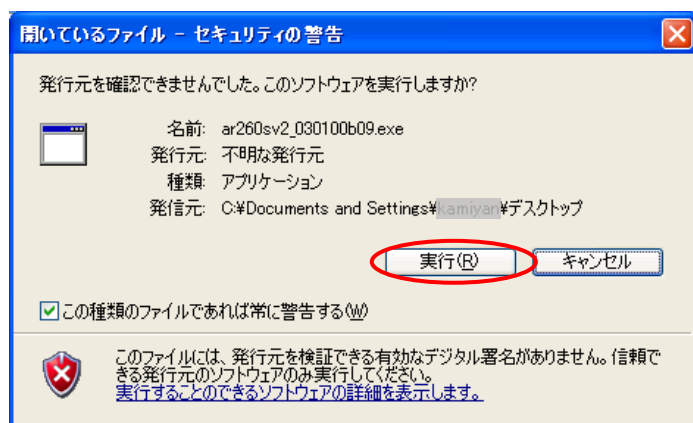 開いているファイル - セキュリティの警告
発行元を確認できませんでした。このソフトウェアを実行しますか?
名前: ar260sv2_030100b09.exe
発行元: 不明な発行元
種類: アプリケーション
発信元: C:¥Documents and Settings¥kamiyan¥デスクトップ
実行(R) キャンセル
この種類のファイルであれば常に警告する(W)
このファイルには、発行元を検証できる有効なデジタル署名がありません。信頼で
きる発行元のソフトウェアのみ実行してください。
実行することのできるソフトウェアの詳細を表示します。